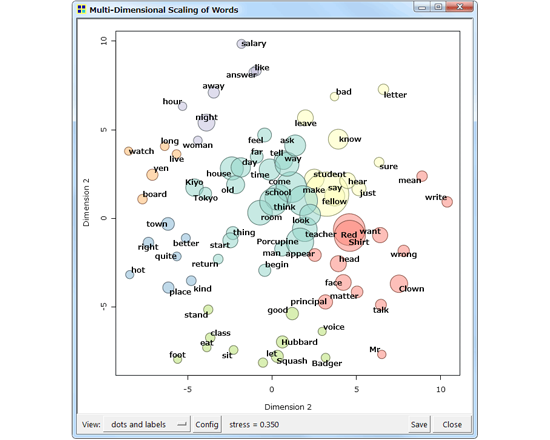 Multi-Dimensional Scaling of Words
salary
like
answer
away
bad
letter
hour
night
leave
long
woman
feel
ask
know
watch
live
far
tell
way
sure
yen
house
day
time
student
mean
Kiyo
come
hear
board
Tokyo
old
school
make
say
just
write
think
fellow
town
room
look
right
better
thing
teacher
Red
want
start
Porcupine
Shirt
quite
man
appear
wrong
hot
return
begin
head
place
kind
face
Clown
principal
matter
stand
good
talk
class
voice
eat
Hubbard
foot
sit
let
Squash
Badger
Mr
10
5
0
-5
Dimension 2
-5
0
5
10
Dimension 2
View: dots and labels Config stress = 0.350 Save Close